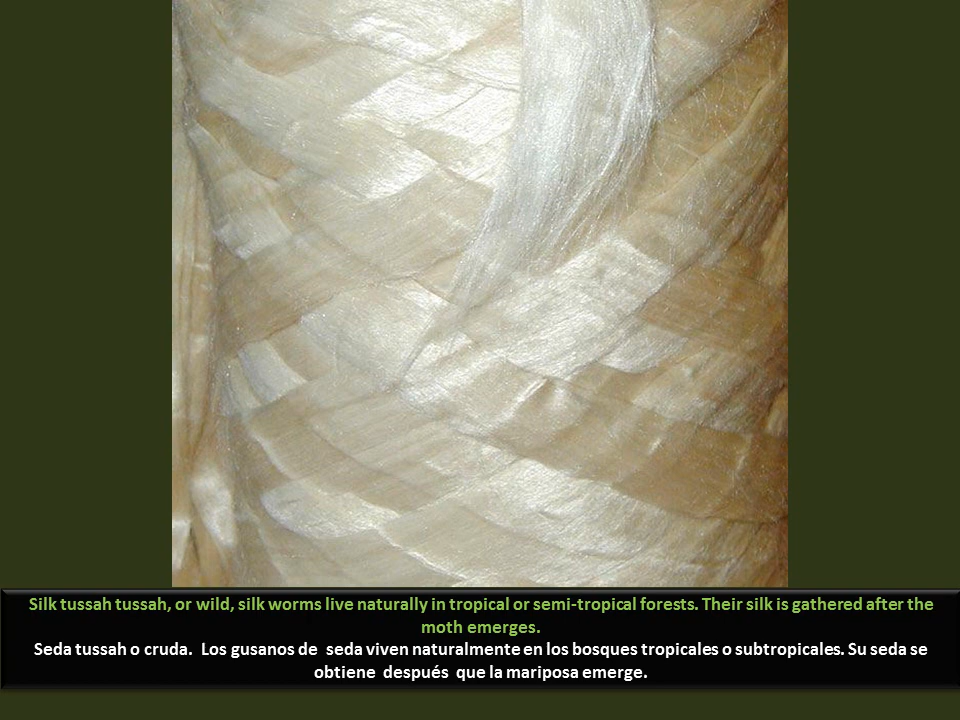 Silk tussah tussah, or wild, silk worms live naturally in tropical or semi-tropical forests. Their silk is gathered after the
moth emerges.
Seda tussah o cruda. Los gusanos de seda viven naturalmente en los bosques tropicales o subtropicales. Su seda se
obtiene después que la mariposa emerge.